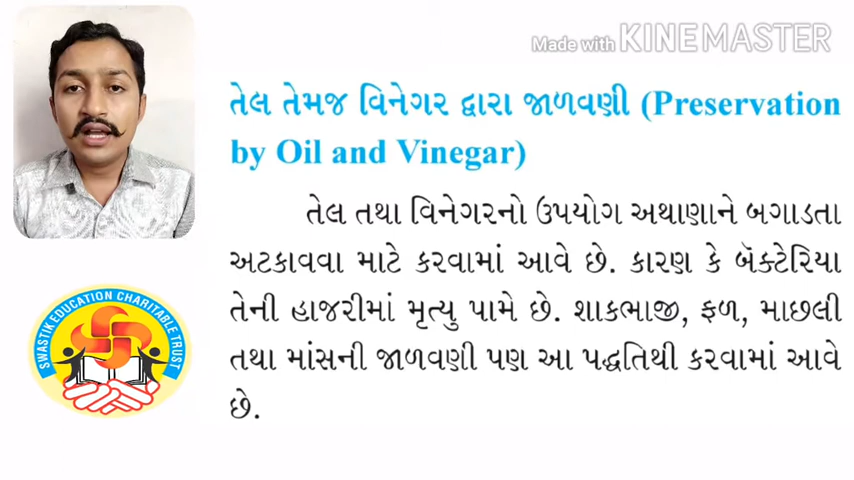 Made with KINEMASTER
તેલ તેમજ વિનેગર દ્વારા જાળવણી (Preservation
by Oil and Vinegar)
તેલ તથા વિનેગરનો ઉપયોગ અથાણાને બગાડતા
અટકાવવા માટે કરવામાં આવે છે. કારણ કે બૅક્ટેરિયા
તેની હાજરીમાં મૃત્યુ પામે છે. શાકભાજી, ફળ, માછલી
તથા માંસની જાળવણી પણ આ પદ્ધતિથી કરવામાં આવે
છે.
SWASTIK EDUCATION CHARITABLE TRUST